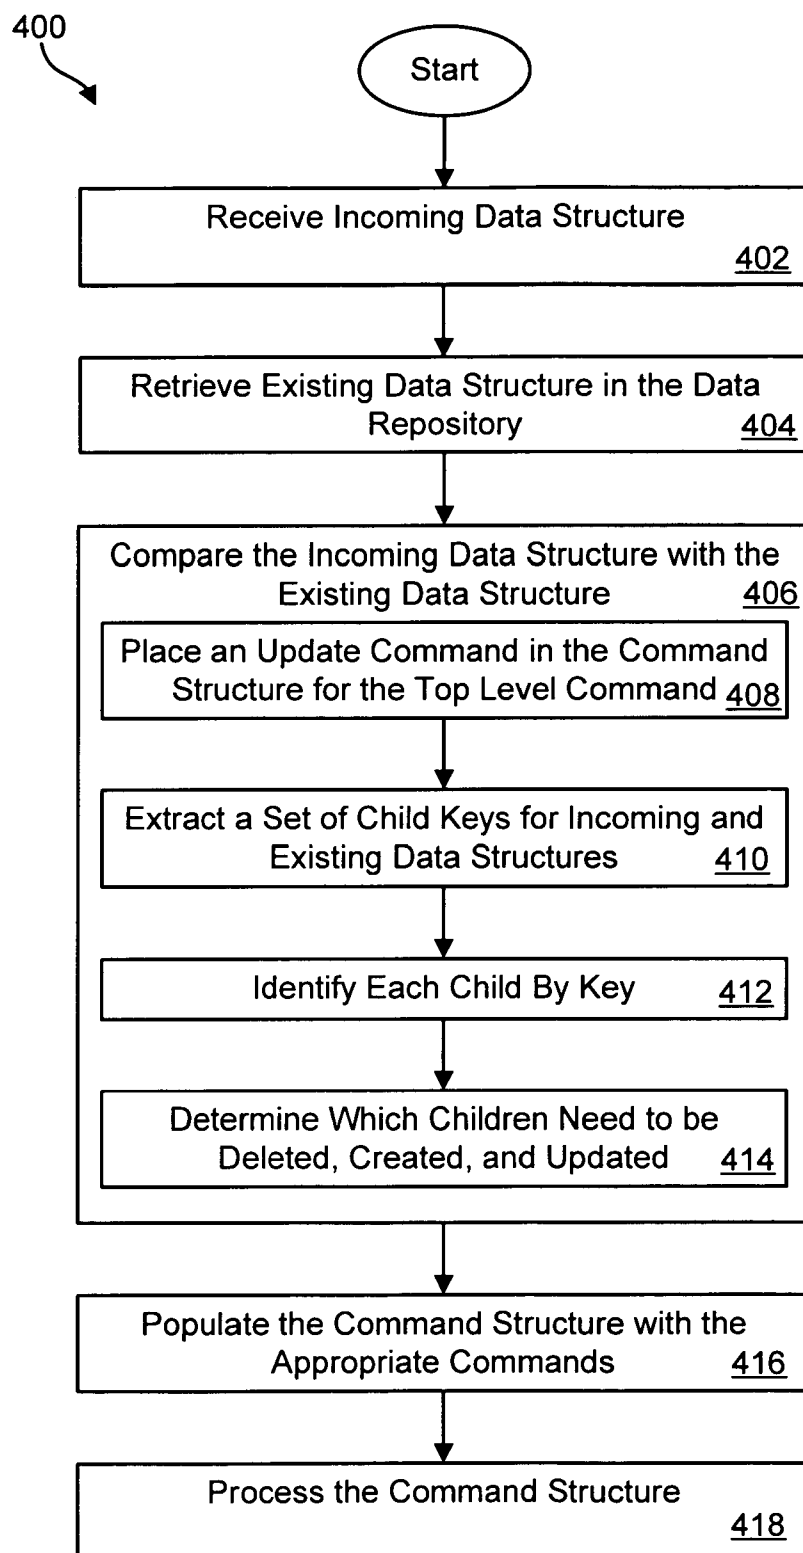 400
Start
Receive Incoming Data Structure
402
Retrieve Existing Data Structure in the Data
Repository
404
Compare the Incoming Data Structure with the
Existing Data Structure
406
Place an Update Command in the Command
Structure for the Top Level Command
408
Extract a Set of Child Keys for Incoming and
Existing Data Structures
410
Identify Each Child By Key
412
Determine Which Children Need to be
Deleted, Created, and Updated
414
Populate the Command Structure with the
Appropriate Commands
416
Process the Command Structure
418